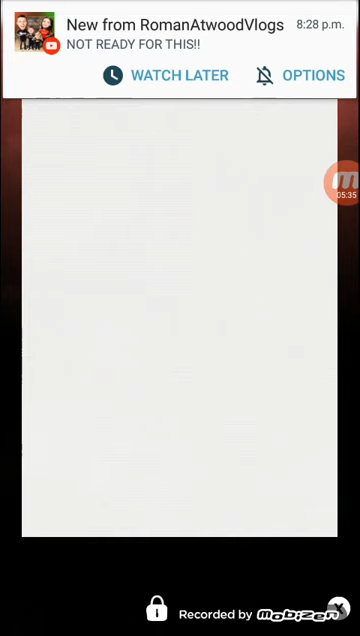 New from RomanAtwoodVlogs
8:28 p.m.
NOT READY FOR THIS!!
WATCH LATER
OPTIONS
05:35
Recorded by mobizen